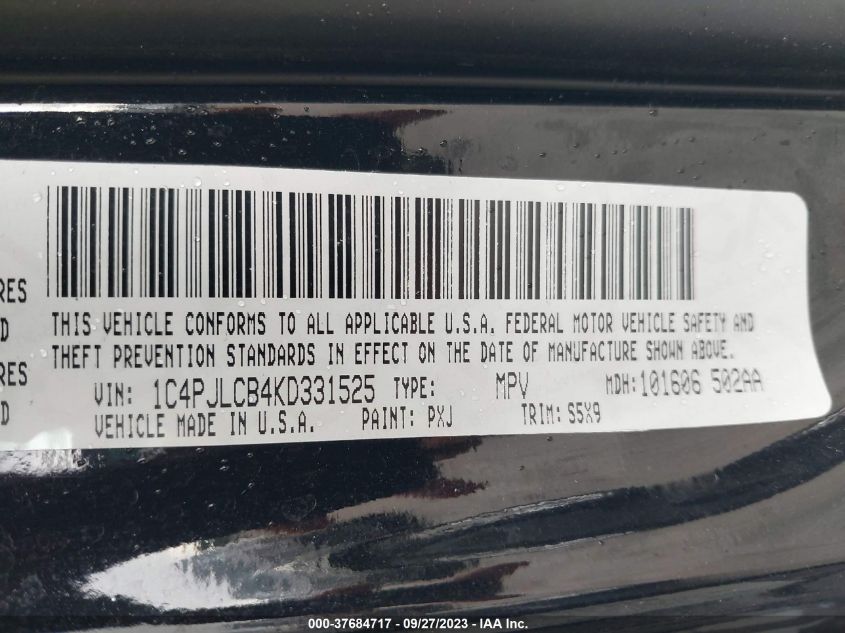 RES
D
THIS VEHICLE CONFORMS TO ALL APPLICABLE U.S.A. FEDERAL MOTOR VEHICLE SAFETY AND
THEFT PREVENTION STANDARDS IN EFFECT ON THE DATE OF MANUFACTURE SHOWN ABOVE.
RES
D
VIN: 1C4PJLCB4KD331525 TYPE: MPV MDH: 101606 502AA
VEHICLE MADE IN U.S.A. PAINT: PXJ TRIM: S5X9
000-37684717 - 09/27/2023 - IAA Inc.